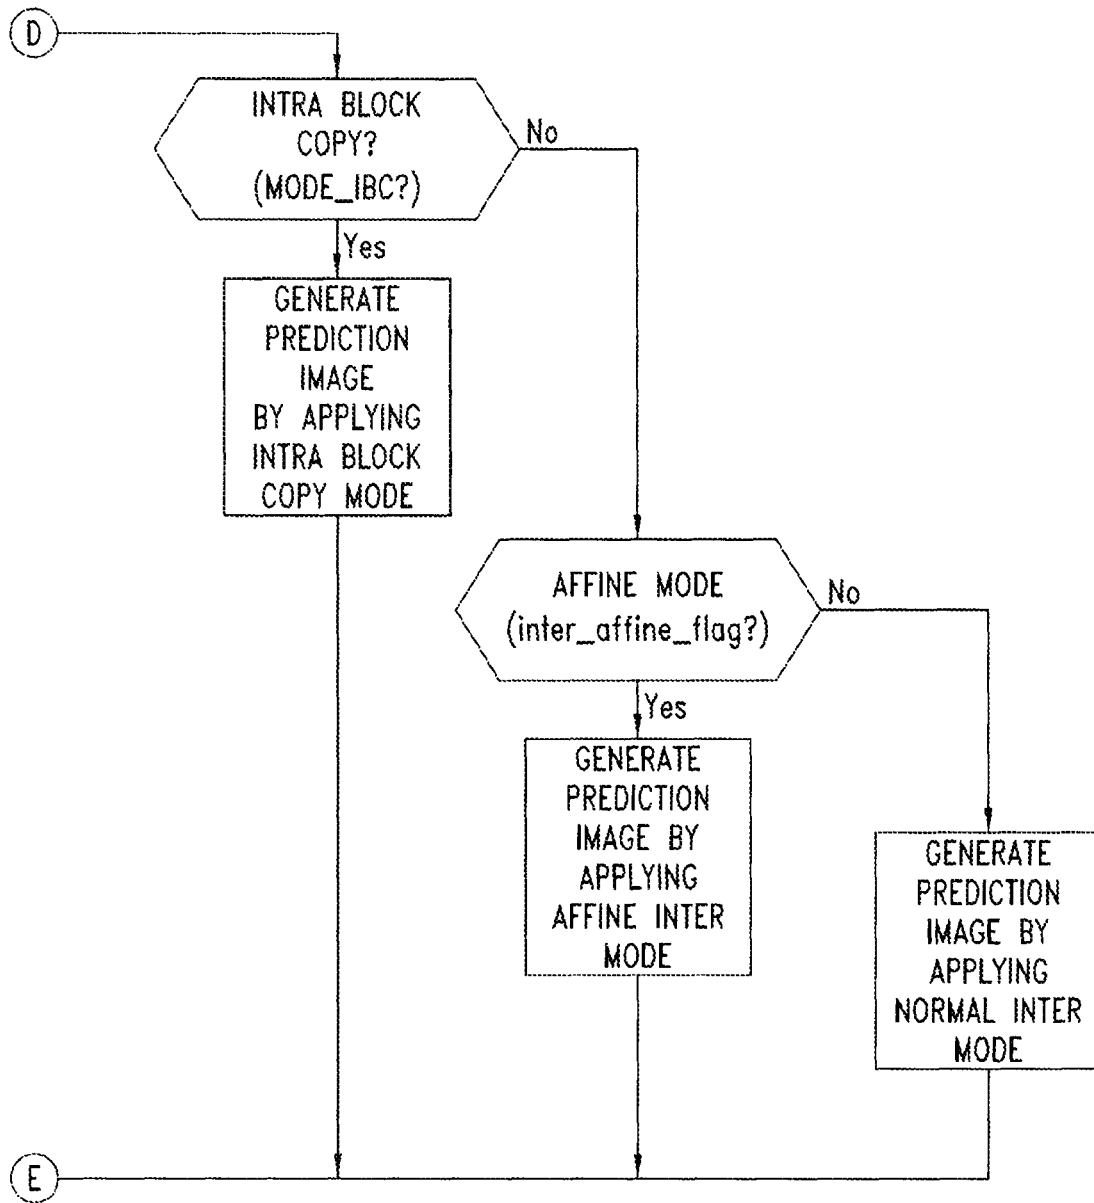 D
INTRA BLOCK
COPY?
(MODE_IBC?)
No
Yes
GENERATE
PREDICTION
IMAGE
BY APPLYING
INTRA BLOCK
COPY MODE
AFFINE MODE
(inter_affine_flag?)
No
Yes
GENERATE
PREDICTION
IMAGE BY
APPLYING
AFFINE INTER
MODE
GENERATE
PREDICTION
IMAGE BY
APPLYING
NORMAL INTER
MODE
E